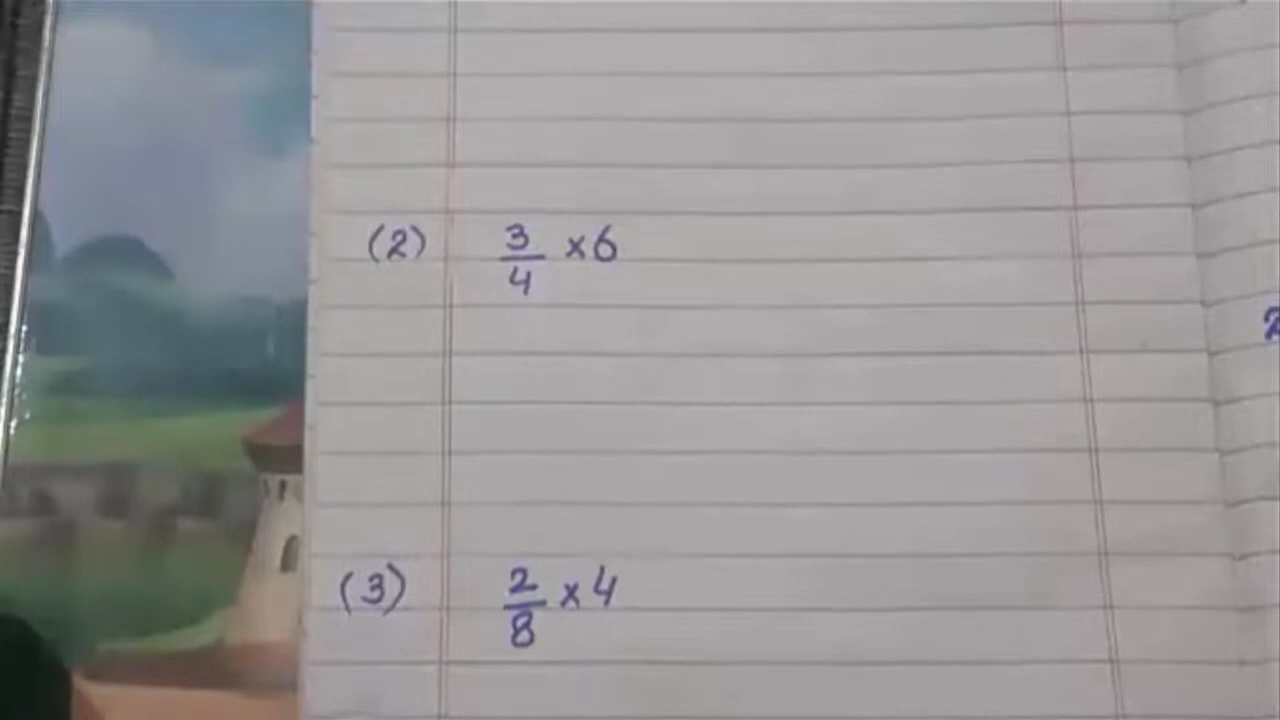 (2) 3/4 × 6
(3) 2/8 × 4